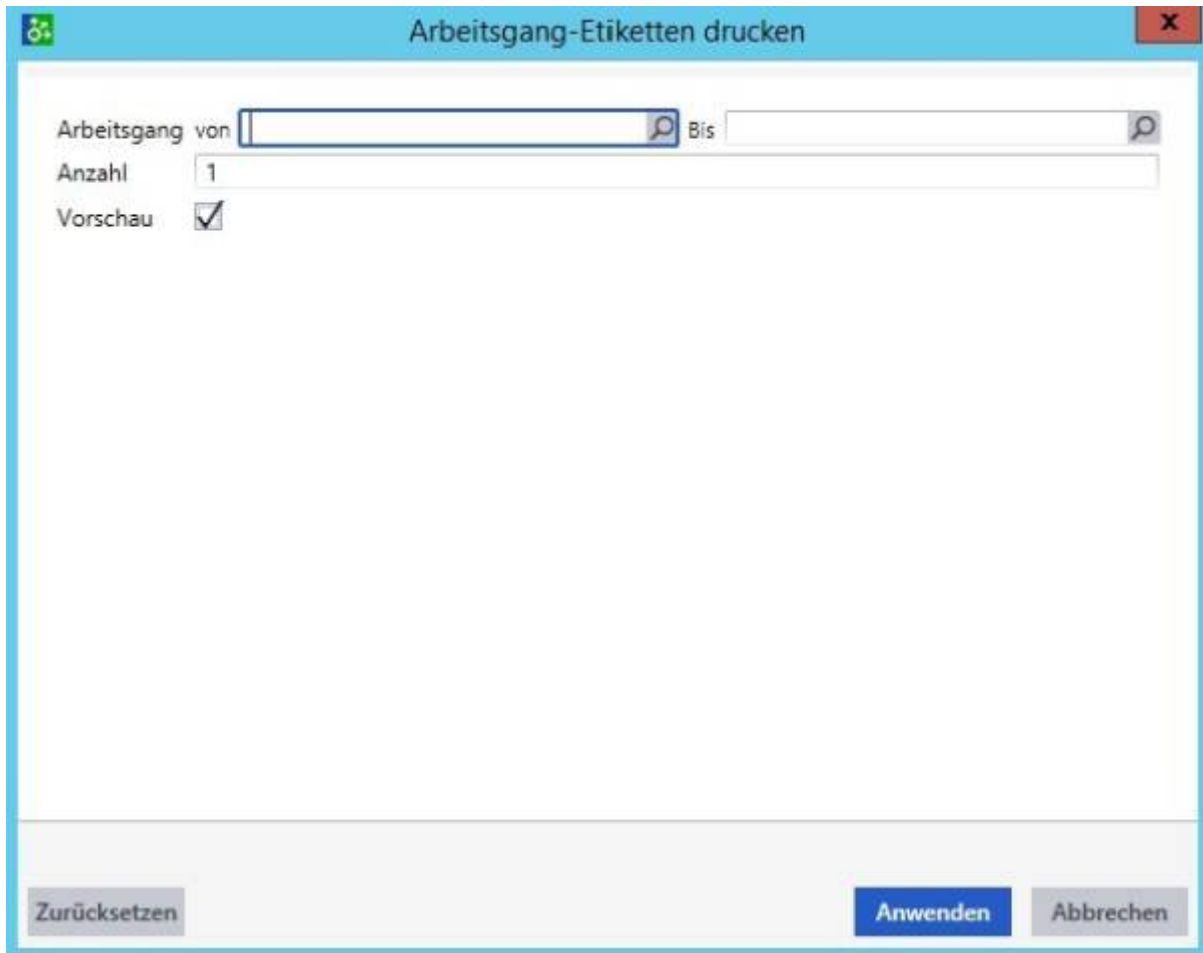 Arbeitsgang-Etiketten drucken
x
Arbeitsgang von Bis
Anzahl 1
Vorschau
Zurücksetzen Anwenden Abbrechen